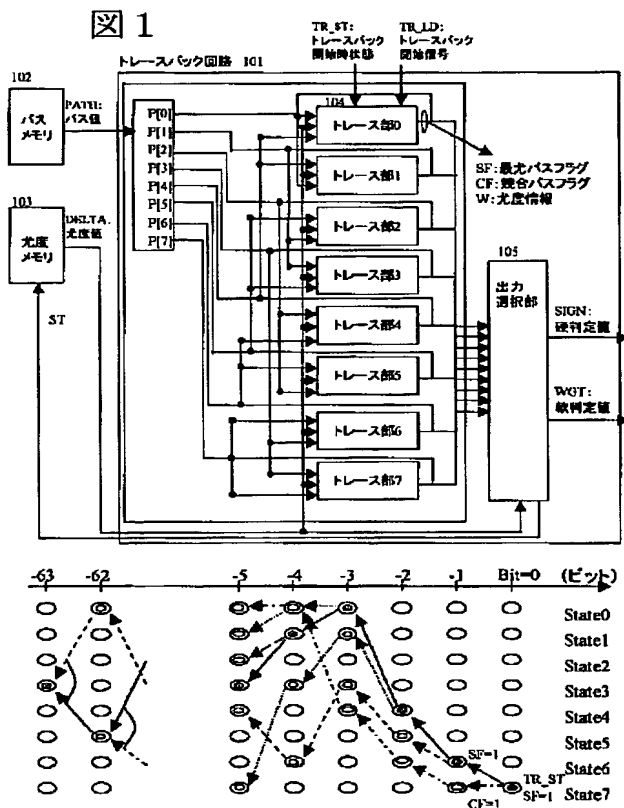 図1
トレースバック回路 101
TR_ST:
トレースバック
開始時状態
TR_LD:
トレースバック
開始信号
102
パス
メモリ
PATH:
パス値
103
尤度
メモリ
DELTA:
尤度値
ST
P[0]
P[1]
P[2]
P[3]
P[4]
P[5]
P[6]
P[7]
104
トレース部0
トレース部1
トレース部2
トレース部3
トレース部4
トレース部5
トレース部6
トレース部7
SF:最尤パスフラグ
CF:競合パスフラグ
W:尤度情報
105
出力
選択部
SIGN:
硬判定値
WGT:
軟判定値
-63 -62 -5 -4 -3 -2 -1 Bit=0 (ビット)
State0
State1
State2
State3
State4
State5
State6
State7
SF=1
TR_ST
SF=1
CF=1